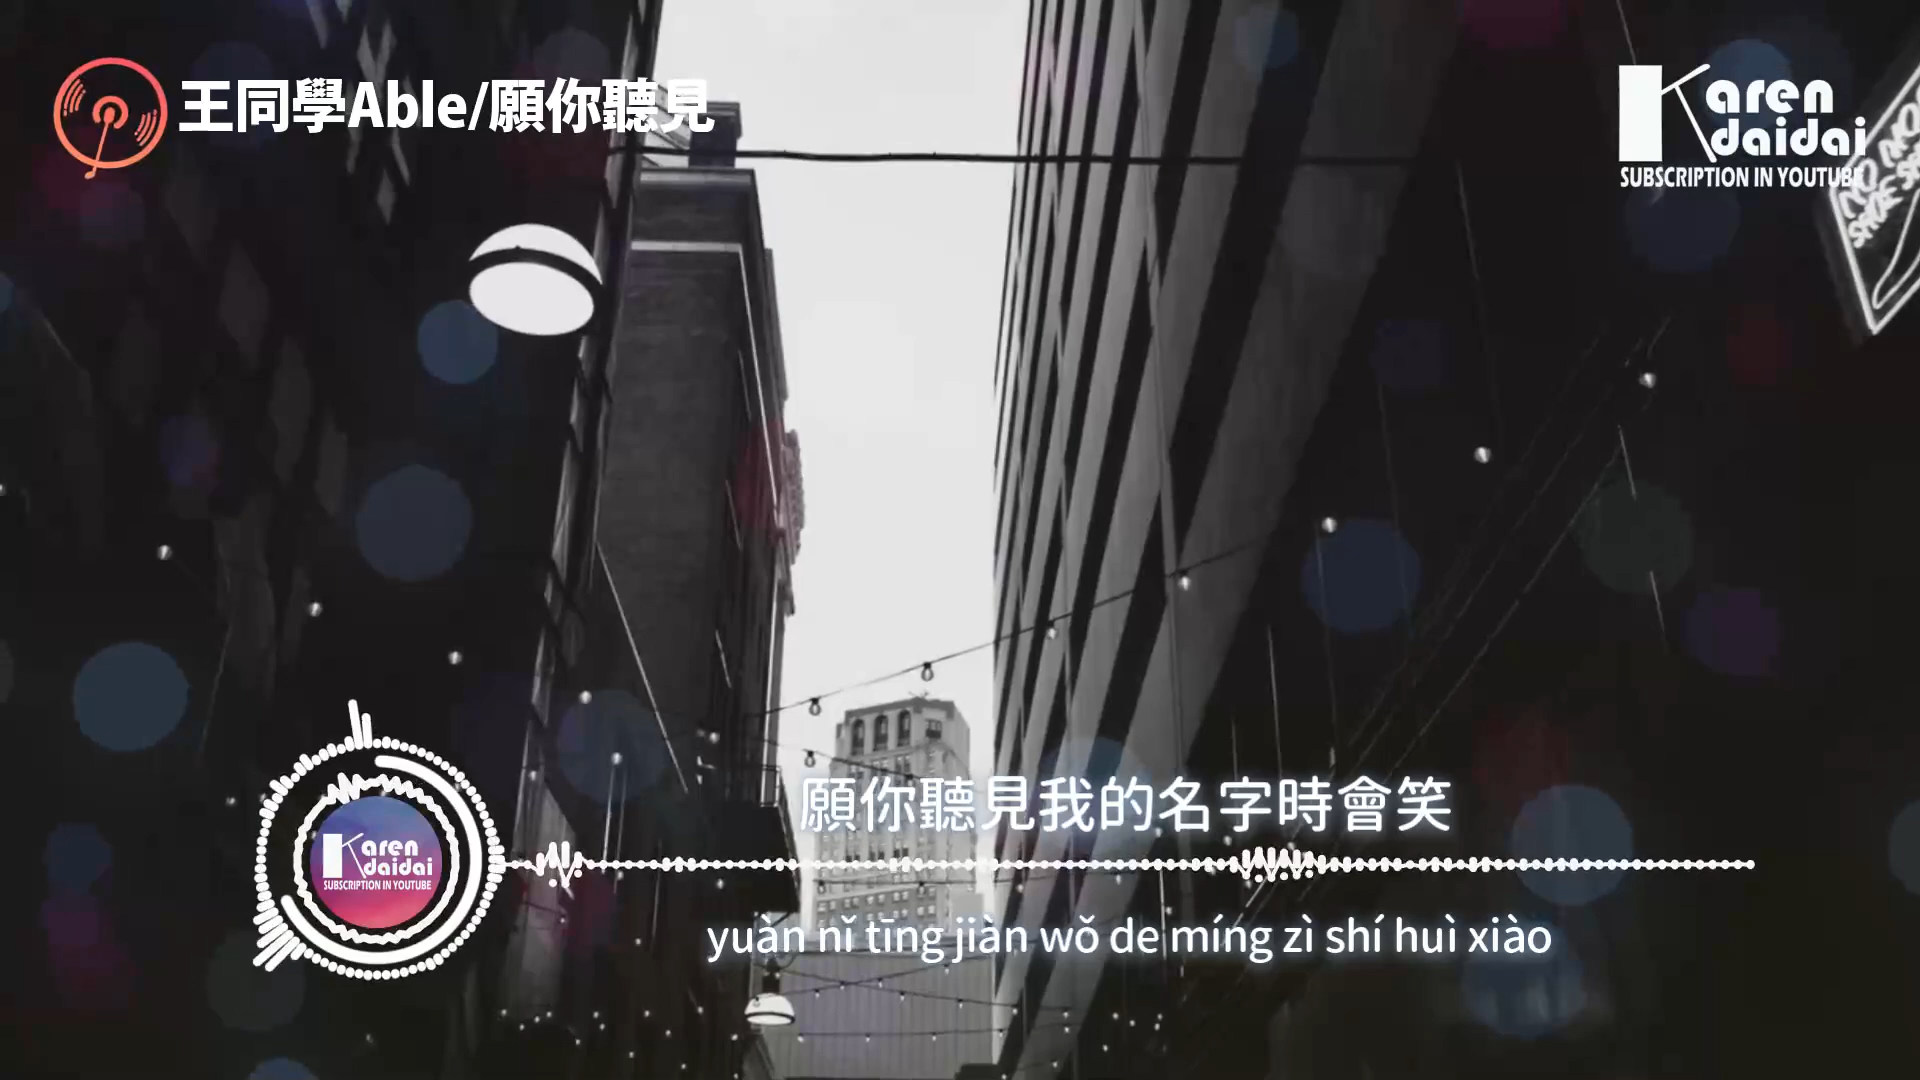 王同學Able/願你聽見
Karen
daidai
SUBSCRIPTION IN YOUTUBE
NO NO
願你聽見我的名字時會笑
Karen
daidai
SUBSCRIPTION IN YOUTUBE
yuàn nǐ tīng jiàn wǒ de míng zì shí huì xiào